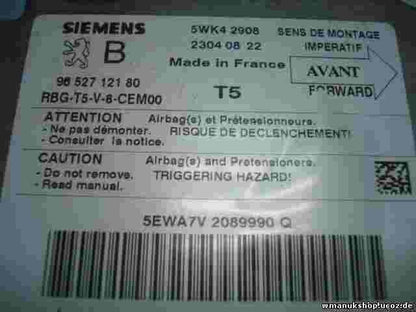 SIEMENS
5WK4 2908
SENS DE MONTAGE
B
2304 08 22
IMPERATIF
Made in France
AVANT
96 527 121 80
T5
FORWARD
RBG-T5-V-8-CEM00
ATTENTION Airbag(s) et Prétensionneurs.
- Ne pas démonter. RISQUE DE DECLENCHEMENT!
- Consulter la notice.
CAUTION Airbag(s) and Pretensioners.
- Do not remove. TRIGGERING HAZARD!
- Read manual.
5EWA7V 2089990 Q
wmanukshop.ucoz.de